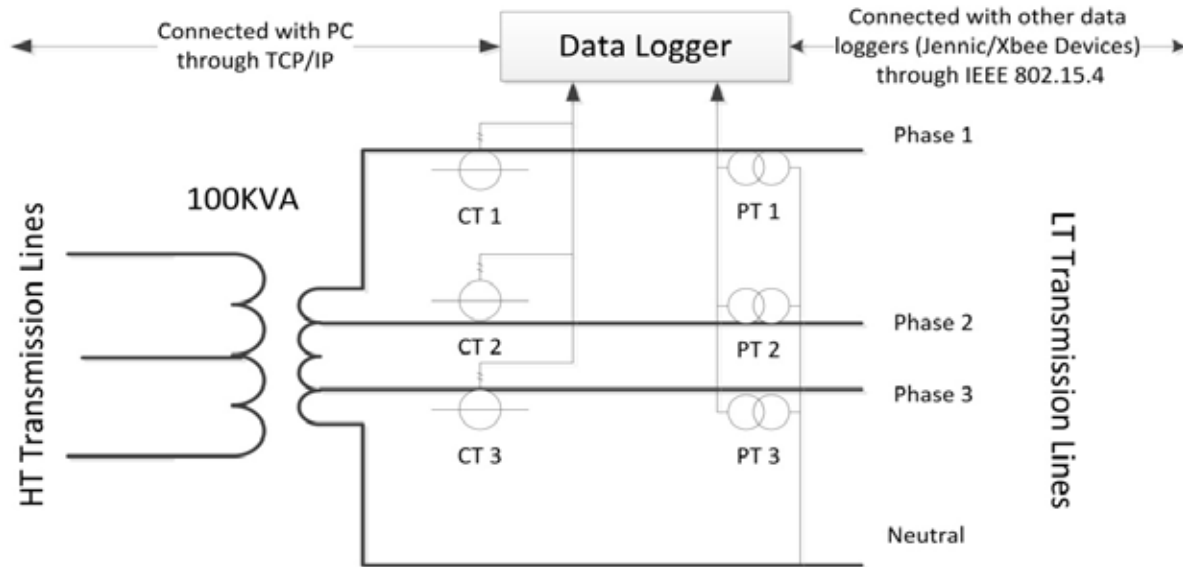 Connected with PC
through TCP/IP
Data Logger
Connected with other data
loggers (Jennic/Xbee Devices)
through IEEE 802.15.4
Phase 1
100KVA
CT 1
PT 1
HT Transmission Lines
LT Transmission Lines
Phase 2
CT 2
PT 2
Phase 3
CT 3
PT 3
Neutral